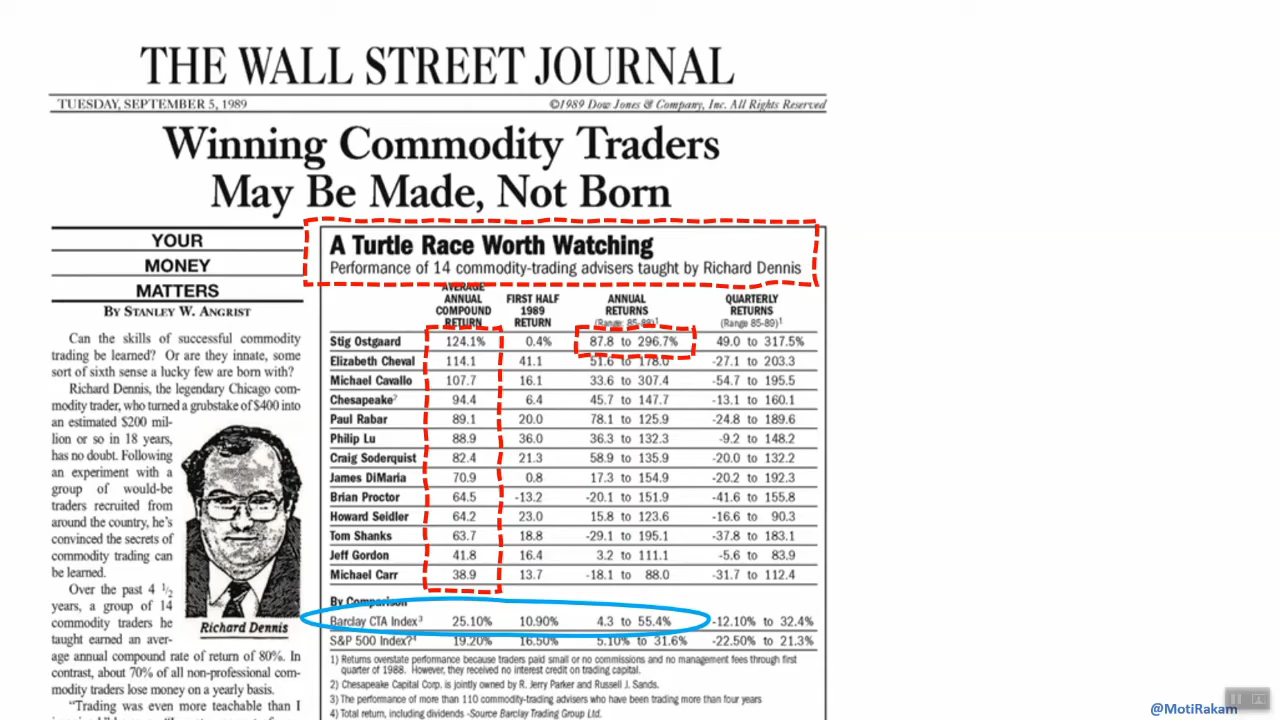 THE WALL STREET JOURNAL
TUESDAY, SEPTEMBER 5, 1989 ©1989 Dow Jones & Company, Inc. All Rights Reserved
Winning Commodity Traders
May Be Made, Not Born
YOUR
MONEY
MATTERS
BY STANLEY W. ANGRIST
Can the skills of successful commodity
trading be learned? Or are they innate, some
sort of sixth sense a lucky few are born with?
Richard Dennis, the legendary Chicago com-
modity trader, who turned a grubstake of $400 into
an estimated $200 mil-
lion or so in 18 years,
has no doubt. Following
an experiment with a
group of would-be
traders recruited from
around the country, he's
convinced the secrets of
commodity trading can
be learned.
Over the past 4 1/2
years, a group of 14
commodity traders he
taught earned an aver-
age annual compound rate of return of 80%. In
contrast, about 70% of all non-professional com-
modity traders lose money on a yearly basis.
"Trading was even more teachable than I
Richard Dennis
A Turtle Race Worth Watching
Performance of 14 commodity-trading advisers taught by Richard Dennis
AVERAGE
ANNUAL FIRST HALF ANNUAL QUARTERLY
COMPOUND 1989 RETURNS RETURNS
RETURN RETURN (Range: 85-88)1 (Range 85-89)1
Stig Ostgaard 124.1% 0.4% 87.8 to 296.7% 49.0 to 317.5%
Elizabeth Cheval 114.1 41.1 51.6 to 178.0 -27.1 to 203.3
Michael Cavallo 107.7 16.1 33.6 to 307.4 -54.7 to 195.5
Chesapeake2 94.4 6.4 45.7 to 147.7 -13.1 to 160.1
Paul Rabar 89.1 20.0 78.1 to 125.9 -24.8 to 189.6
Philip Lu 88.9 36.0 36.3 to 132.3 -9.2 to 148.2
Craig Soderquist 82.4 21.3 58.9 to 135.9 -20.0 to 132.2
James DiMaria 70.9 0.8 17.3 to 154.9 -20.2 to 192.3
Brian Proctor 64.5 -13.2 -20.1 to 151.9 -41.6 to 155.8
Howard Seidler 64.2 23.0 15.8 to 123.6 -16.6 to 90.3
Tom Shanks 63.7 18.8 -29.1 to 195.1 -37.8 to 183.1
Jeff Gordon 41.8 16.4 3.2 to 111.1 -5.6 to 83.9
Michael Carr 38.9 13.7 -18.1 to 88.0 -31.7 to 112.4
By Comparison
Barclay CTA Index3 25.10% 10.90% 4.3 to 55.4% -12.10% to 32.4%
S&P 500 Index?4 19.20% 16.50% 5.10% to 31.6% -22.50% to 21.3%
1) Returns overstate performance because traders paid small or no commissions and no management fees through first
quarter of 1988. However, they received no interest credit on trading capital.
2) Chesapeake Capital Corp. is jointly owned by R. Jerry Parker and Russell J. Sands.
3) The performance of more than 110 commodity-trading advisers who have been trading more than four years
4) Total return, including dividends -Source Barclay Trading Group Ltd.
@MotiRakam